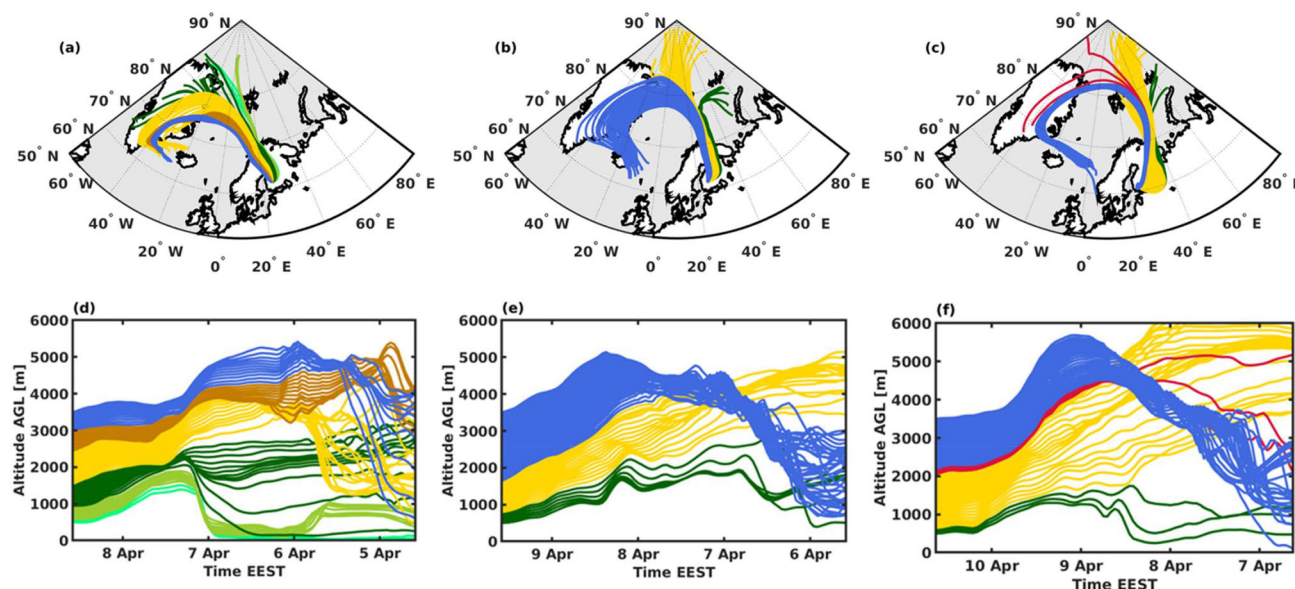 (a)
90° N
80° N
70° N
60° N
50° N
60° W
40° W
20° W
0°
20° E
40° E
60° E
80° E
(b)
90° N
80° N
70° N
60° N
50° N
60° W
40° W
20° W
0°
20° E
40° E
60° E
80° E
(c)
90° N
80° N
70° N
60° N
50° N
60° W
40° W
20° W
0°
20° E
40° E
60° E
80° E
(d)
Altitude AGL [m]
6000
5000
4000
3000
2000
1000
0
8 Apr 7 Apr 6 Apr 5 Apr
Time EEST
(e)
Altitude AGL [m]
6000
5000
4000
3000
2000
1000
0
9 Apr 8 Apr 7 Apr 6 Apr
Time EEST
(f)
Altitude AGL [m]
6000
5000
4000
3000
2000
1000
0
10 Apr 9 Apr 8 Apr 7 Apr
Time EEST